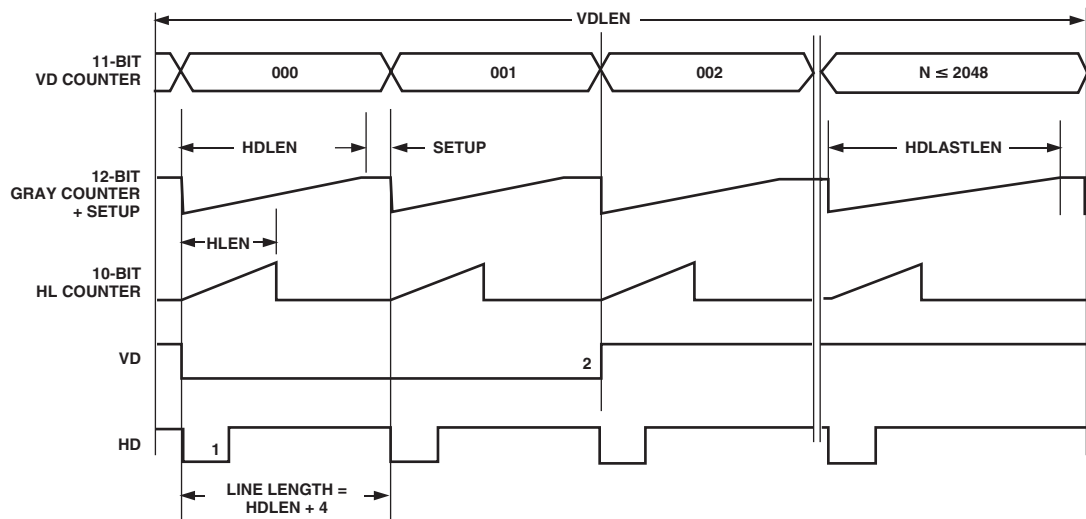 VDLEN
11-BIT
VD COUNTER
000
001
002
N ≤ 2048
HDLEN
SETUP
HDLASTLEN
12-BIT
GRAY COUNTER
+ SETUP
HLEN
10-BIT
HL COUNTER
VD
2
HD
1
LINE LENGTH =
HDLEN + 4